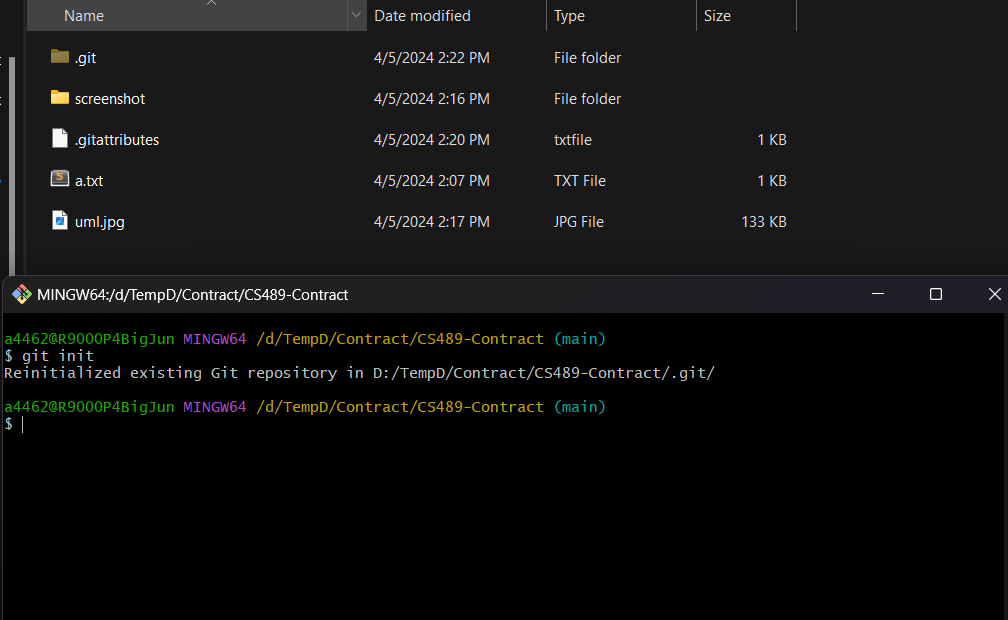 Name Date modified Type Size
.git 4/5/2024 2:22 PM File folder
screenshot 4/5/2024 2:16 PM File folder
.gitattributes 4/5/2024 2:20 PM txtfile 1 KB
a.txt 4/5/2024 2:07 PM TXT File 1 KB
uml.jpg 4/5/2024 2:17 PM JPG File 133 KB
MINGW64:/d/TempD/Contract/CS489-Contract
a4462@R9000P4BigJun MINGW64 /d/TempD/Contract/CS489-Contract (main)
$ git init
Reinitialized existing Git repository in D:/TempD/Contract/CS489-Contract/.git/
a4462@R9000P4BigJun MINGW64 /d/TempD/Contract/CS489-Contract (main)
$